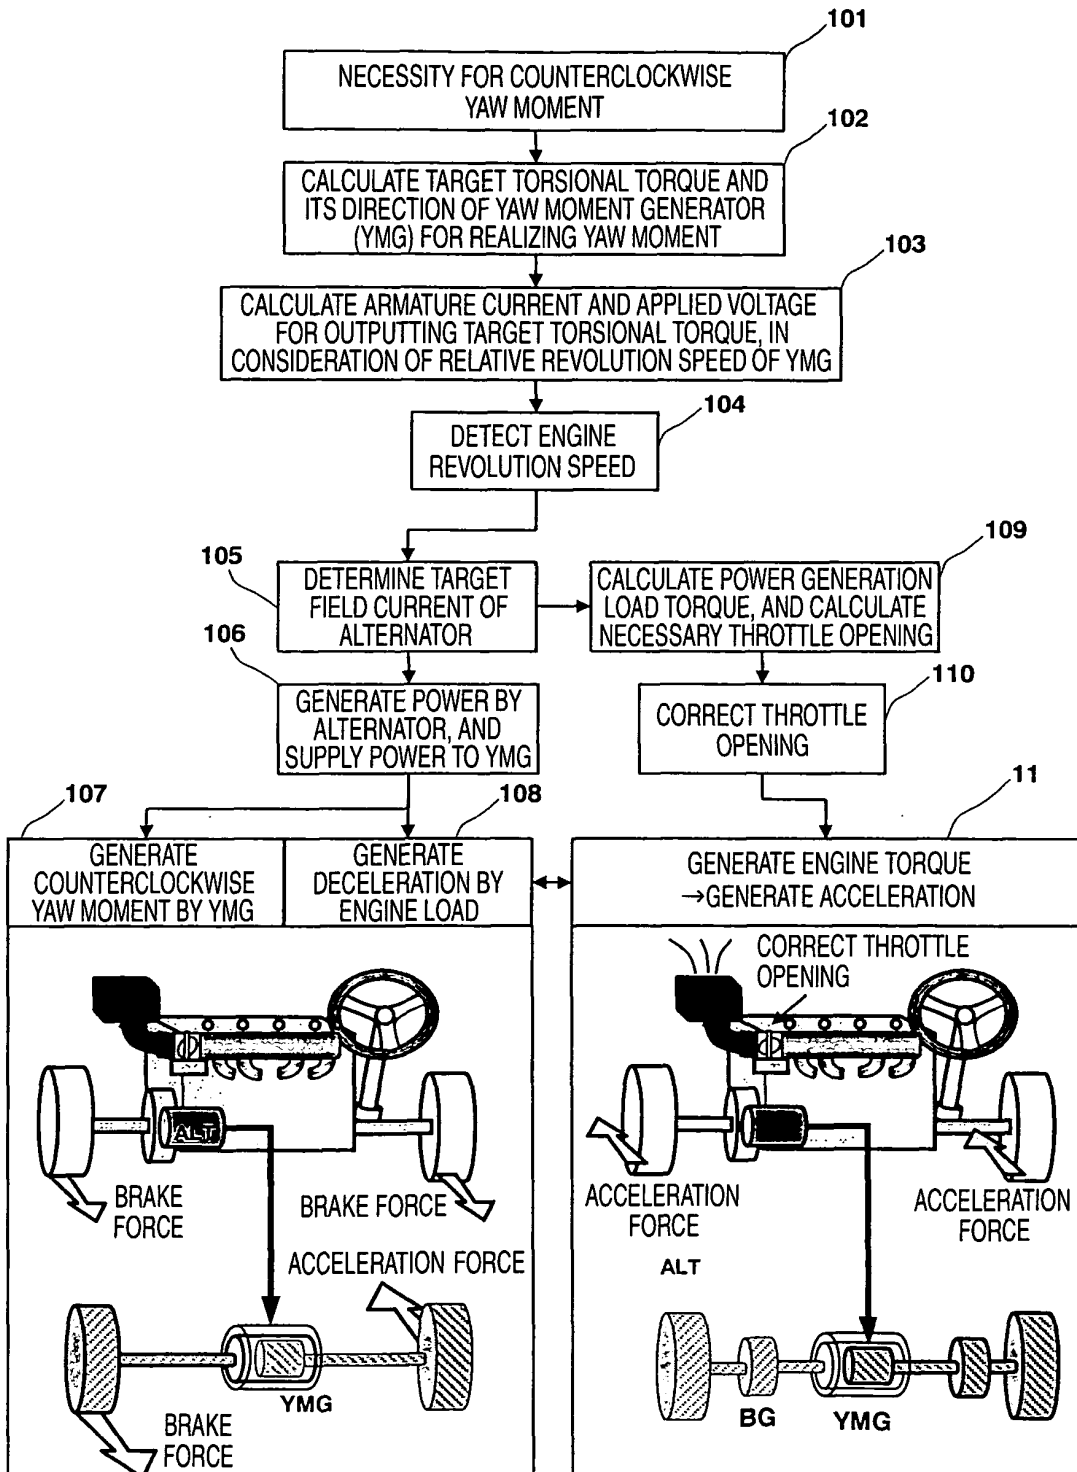 101
NECESSITY FOR COUNTERCLOCKWISE
YAW MOMENT
102
CALCULATE TARGET TORSIONAL TORQUE AND
ITS DIRECTION OF YAW MOMENT GENERATOR
(YMG) FOR REALIZING YAW MOMENT
103
CALCULATE ARMATURE CURRENT AND APPLIED VOLTAGE
FOR OUTPUTTING TARGET TORSIONAL TORQUE, IN
CONSIDERATION OF RELATIVE REVOLUTION SPEED OF YMG
104
DETECT ENGINE
REVOLUTION SPEED
105
DETERMINE TARGET
FIELD CURRENT OF
ALTERNATOR
109
CALCULATE POWER GENERATION
LOAD TORQUE, AND CALCULATE
NECESSARY THROTTLE OPENING
106
GENERATE POWER BY
ALTERNATOR, AND
SUPPLY POWER TO YMG
110
CORRECT THROTTLE
OPENING
107
GENERATE
COUNTERCLOCKWISE
YAW MOMENT BY YMG
108
GENERATE
DECELERATION BY
ENGINE LOAD
11
GENERATE ENGINE TORQUE
→GENERATE ACCELERATION
ALT
BRAKE
FORCE
BRAKE FORCE
ACCELERATION FORCE
YMG
BRAKE
FORCE
CORRECT THROTTLE
OPENING
ACCELERATION
FORCE
ACCELERATION
FORCE
ALT
BG
YMG